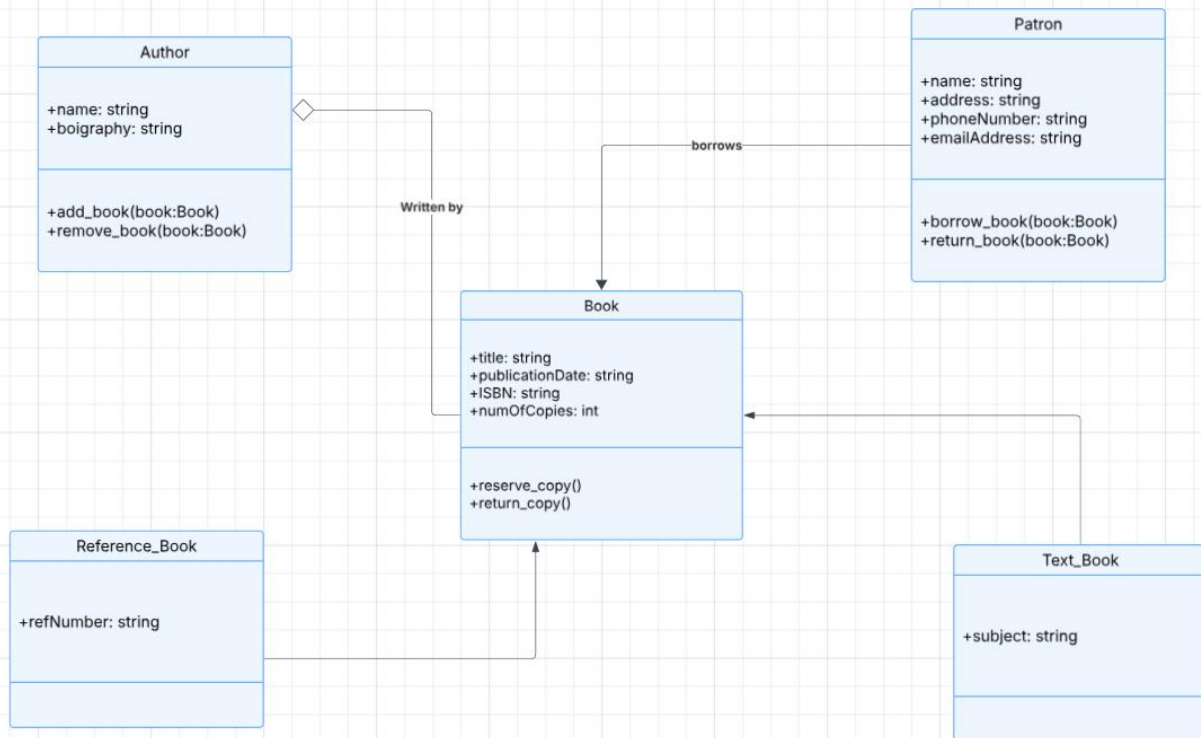 Author
+name: string
+boigraphy: string
+add_book(book:Book)
+remove_book(book:Book)
Written by
borrows
Patron
+name: string
+address: string
+phoneNumber: string
+emailAddress: string
+borrow_book(book:Book)
+return_book(book:Book)
Book
+title: string
+publicationDate: string
+ISBN: string
+numOfCopies: int
+reserve_copy()
+return_copy()
Reference_Book
+refNumber: string
Text_Book
+subject: string